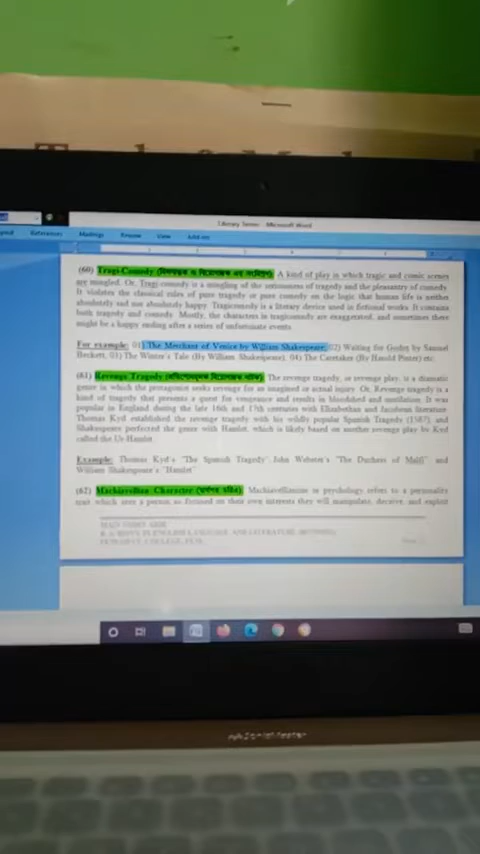 Literary Terms - Microsoft Word
References Mailings Review View Add-Ins
(60) Tragi-Comedy A kind of play in which tragic and comic scenes
are mingled. Or, Tragi-comedy is a mingling of the seriousness of tragedy and the pleasantry of comedy.
It violates the classical rules of pure tragedy or pure comedy on the logic that human life is neither
absolutely sad nor absolutely happy. Tragicomedy is a literary device used in fictional works. It contains
both tragedy and comedy. Mostly, the characters in tragicomedy are exaggerated, and sometimes there
might be a happy ending after a series of unfortunate events
For example: 01) The Merchant of Venice by William Shakespeare, 02) Waiting for Godot by Samuel
Beckett, 03) The Winter's Tale (By William Shakespeare), 04) The Caretaker (By Harold Pinter) etc.
(61) Revenge Tragedy The revenge tragedy, or revenge play, is a dramatic
genre in which the protagonist seeks revenge for an imagined or actual injury. Or, Revenge tragedy is a
kind of tragedy that presents a quest for vengeance and results in bloodshed and mutilation. It was
popular in England during the late 16th and 17th centuries with Elizabethan and Jacobean literature.
Thomas Kyd established the revenge tragedy with his wildly popular Spanish Tragedy (1587), and
Shakespeare perfected the genre with Hamlet, which is likely based on another revenge play by Kyd
called the Ur-Hamlet.
Example: Thomas Kyd's "The Spanish Tragedy" John Webster's "The Duchess of Malfi" and
William Shakespeare's "Hamlet"
(62) Machiavellian Character Machiavellianism in psychology refers to a personality
trait which sees a person so focused on their own interests they will manipulate, deceive, and exploit